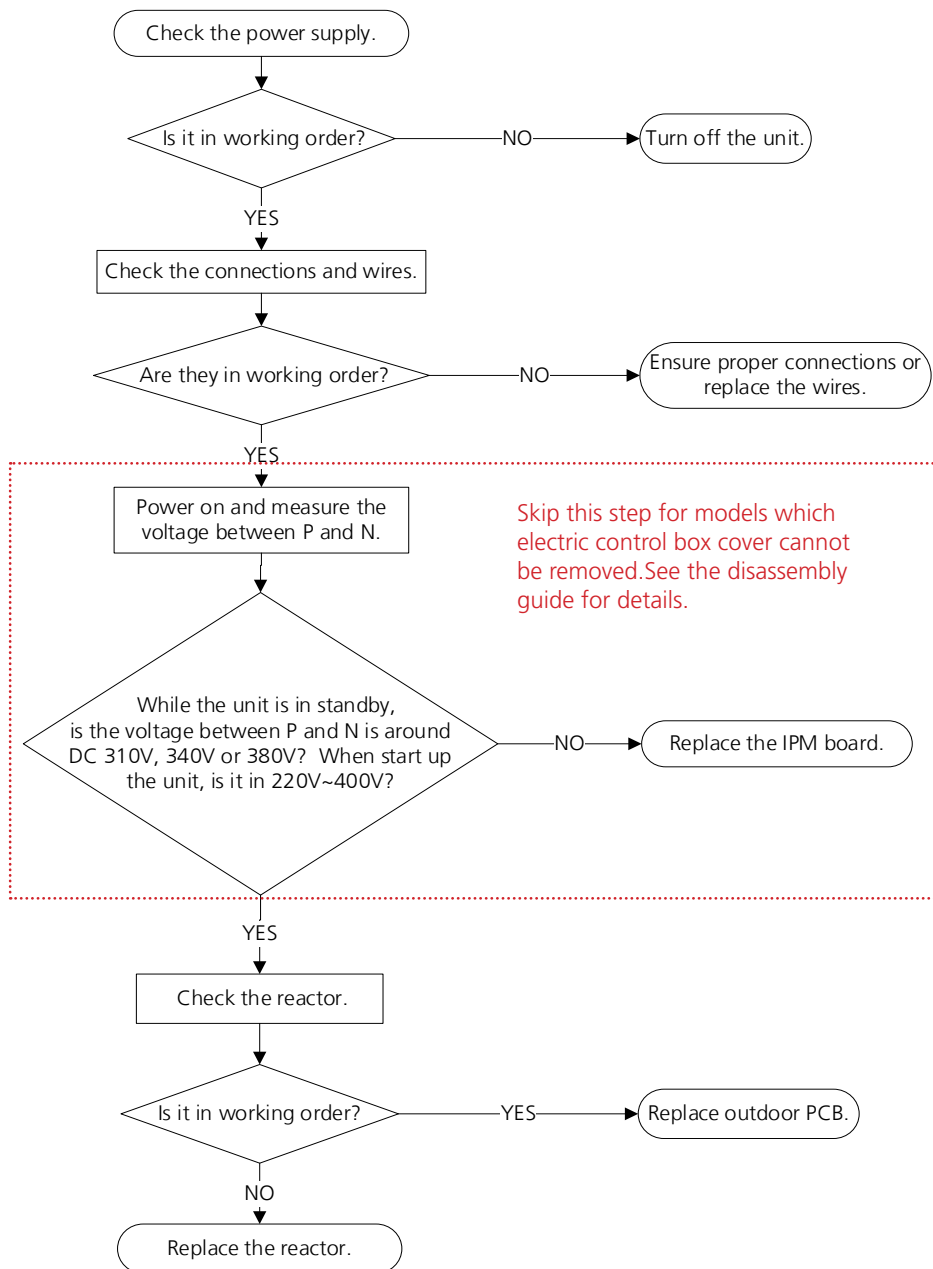 Check the power supply.
Is it in working order?
NO
Turn off the unit.
YES
Check the connections and wires.
Are they in working order?
NO
Ensure proper connections or
replace the wires.
YES
Power on and measure the
voltage between P and N.
Skip this step for models which
electric control box cover cannot
be removed.See the disassembly
guide for details.
While the unit is in standby,
is the voltage between P and N is around
DC 310V, 340V or 380V? When start up
the unit, is it in 220V~400V?
NO
Replace the IPM board.
YES
Check the reactor.
Is it in working order?
YES
Replace outdoor PCB.
NO
Replace the reactor.